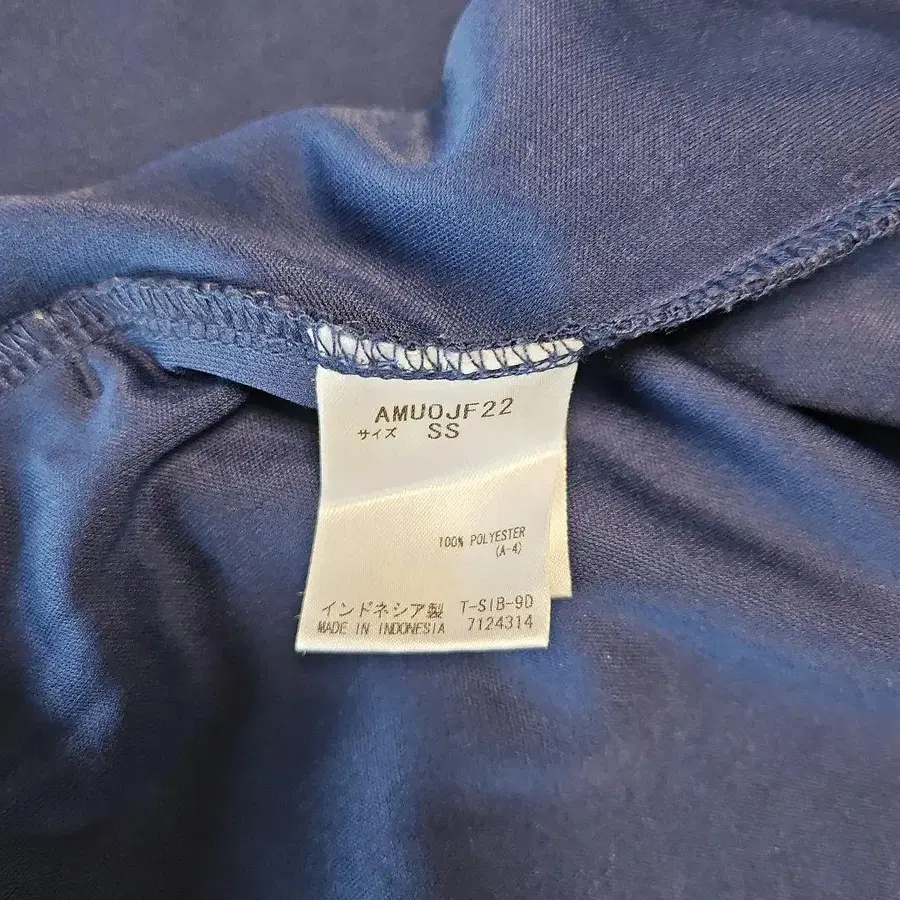 AMUOJF22
サイズ SS
100% POLYESTER
(A-4)
インドネシア製 T-SIB-9D
MADE IN INDONESIA 7124314